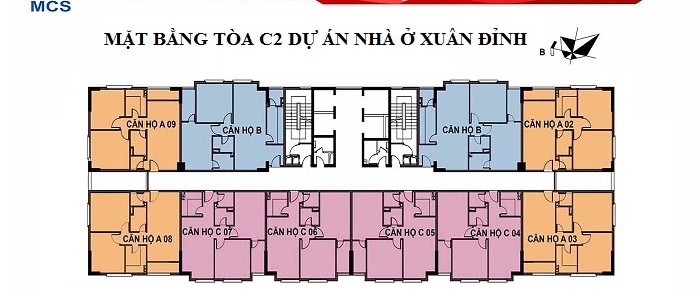 MCS
MẶT BẰNG TÒA C2 DỰ ÁN NHÀ Ở XUÂN ĐỈNH
B
CĂN HỘ A 09
CĂN HỘ B
CĂN HỘ B
CĂN HỘ A 02
CĂN HỘ A 08
CĂN HỘ C 07
CĂN HỘ C 06
CĂN HỘ C 05
CĂN HỘ C 04
CĂN HỘ A 03